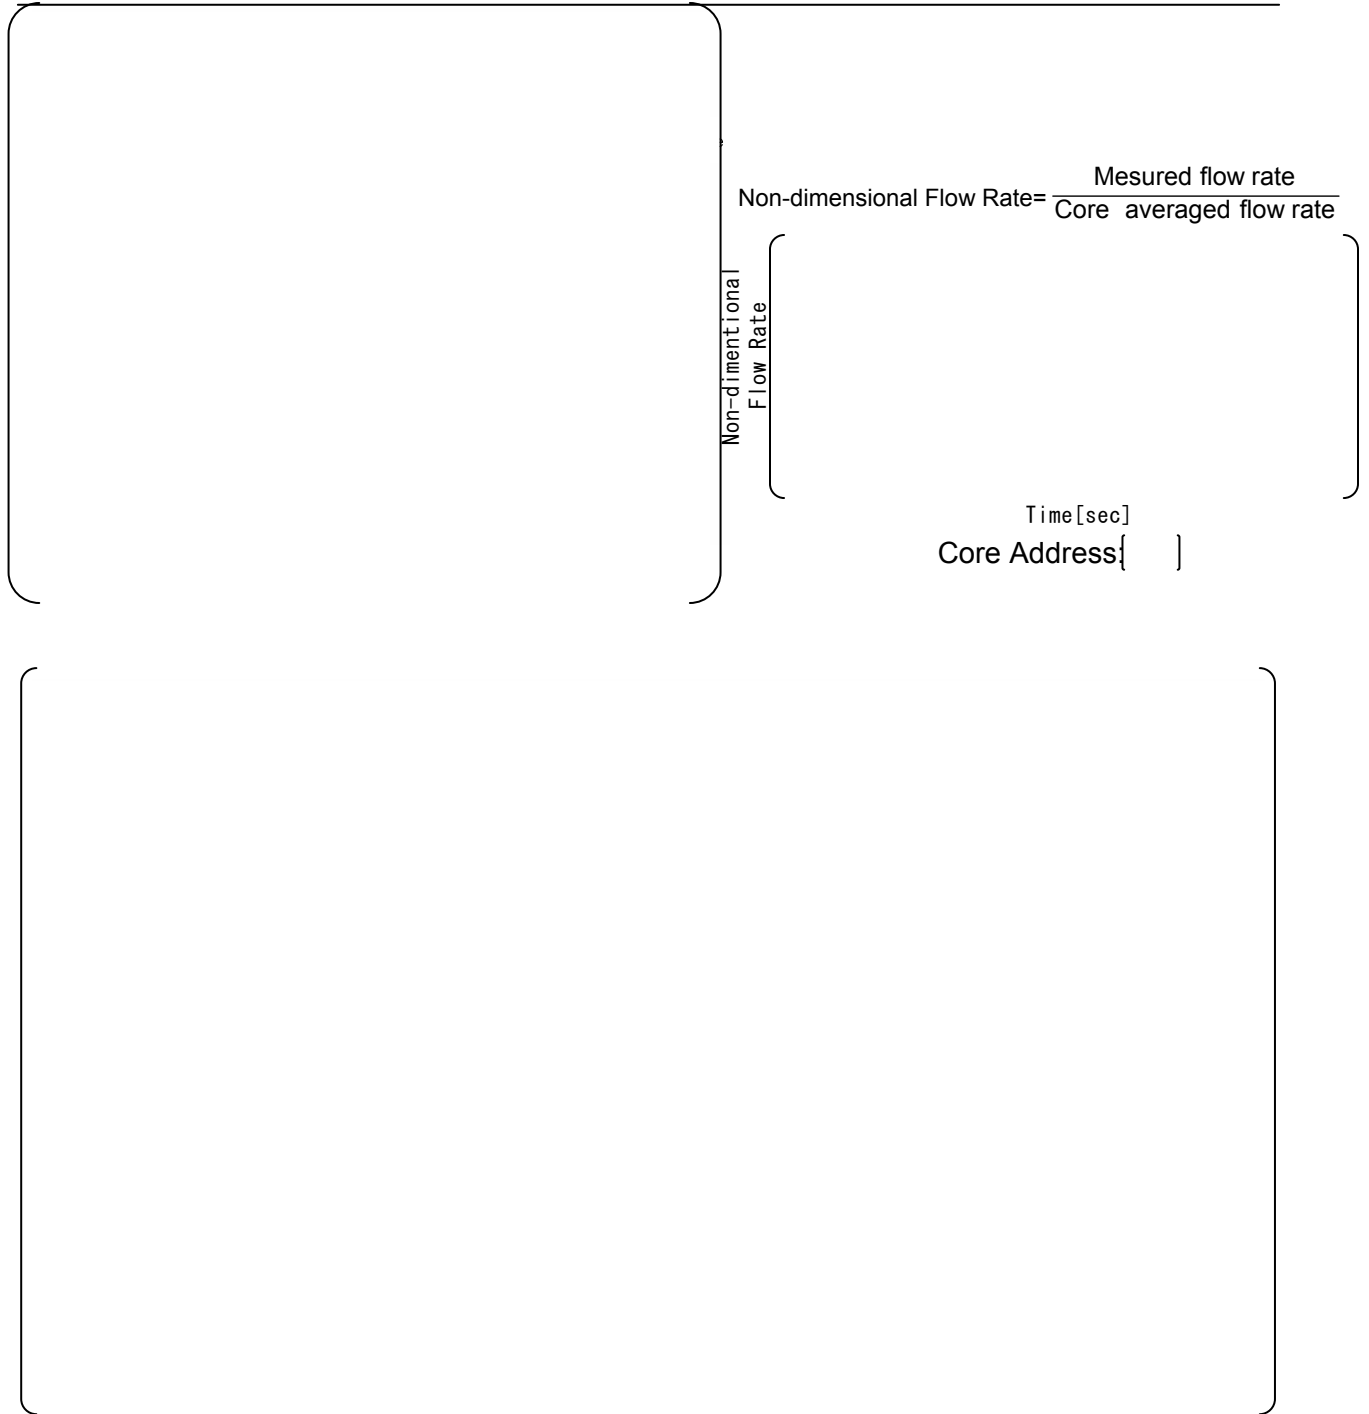 Non-dimensional Flow Rate=
Mesured flow rate
Core averaged flow rate
Non-dimentional
Flow Rate
Time[sec]
Core Address:[ ]